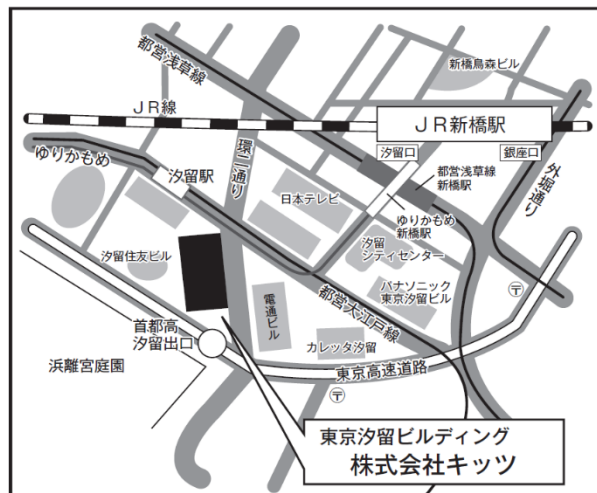 都営浅草線
新橋烏森ビル
JR線
JR新橋駅
汐留口
銀座口
環二通り
ゆりかもめ
汐留駅
日本テレビ
都営浅草線
新橋駅
外堀通り
ゆりかもめ
新橋駅
汐留
シティセンター
汐留住友ビル
パナソニック
東京汐留ビル
〒
電通ビル
都営大江戸線
首都高
汐留出口
カレッタ汐留
浜離宮庭園
東京高速道路
〒
東京汐留ビルディング
株式会社キッツ